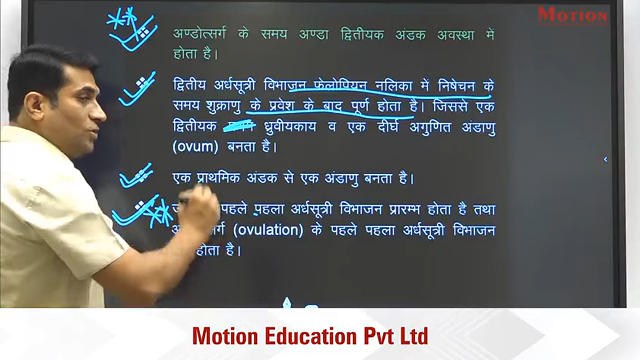 MOTION
अण्डोत्सर्ग के समय अण्डा द्वितीयक अडक अवस्था मे
होता है।
द्वितीय अर्धसूत्री विभाजन फेलोपियन नलिका में निषेचन के
समय शुक्राणु के प्रवेश के बाद पूर्ण होता है। जिससे एक
द्वितीयक ध्रुवीयकाय व एक दीर्घ अगुणित अंडाणु
(ovum) बनता है।
एक प्राथमिक अंडक से एक अंडाणु बनता है।
पहले पहला अर्धसूत्री विभाजन प्रारम्भ होता है तथा
(ovulation) के पहले पहला अर्धसूत्री विभाजन
होता है।
Motion Education Pvt Ltd